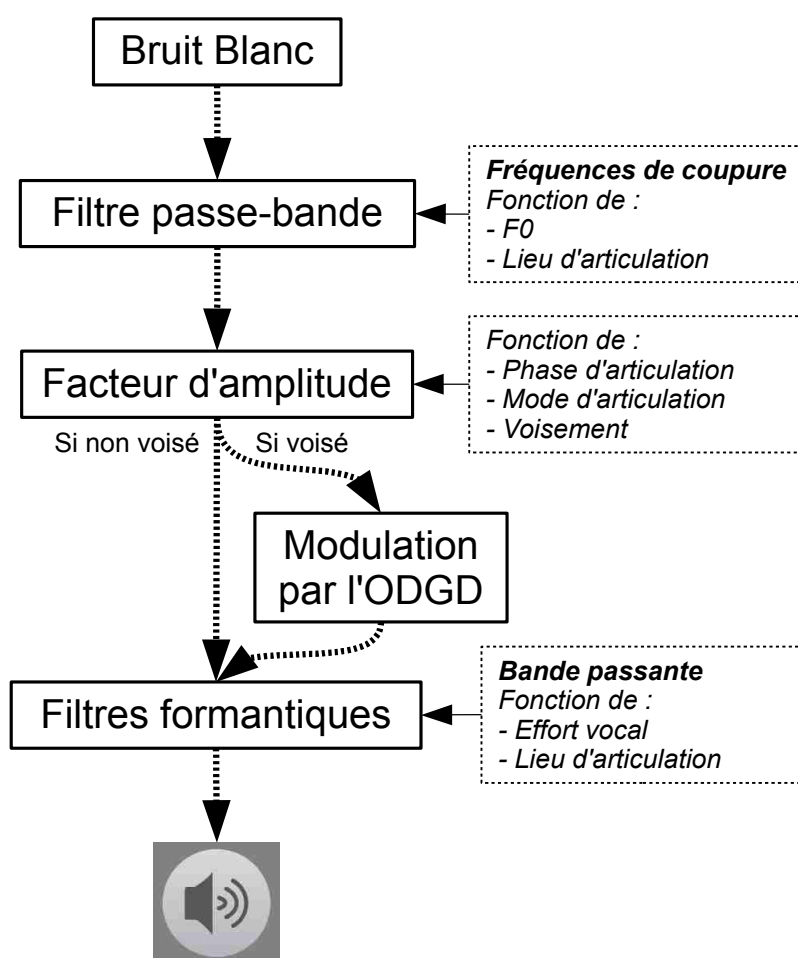 Bruit Blanc
Filtre passe-bande
Fréquences de coupure
Fonction de :
- F0
- Lieu d'articulation
Facteur d'amplitude
Fonction de :
- Phase d'articulation
- Mode d'articulation
- Voisement
Si non voisé
Si voisé
Modulation
par l'ODGD
Filtres formantiques
Bande passante
Fonction de :
- Effort vocal
- Lieu d'articulation